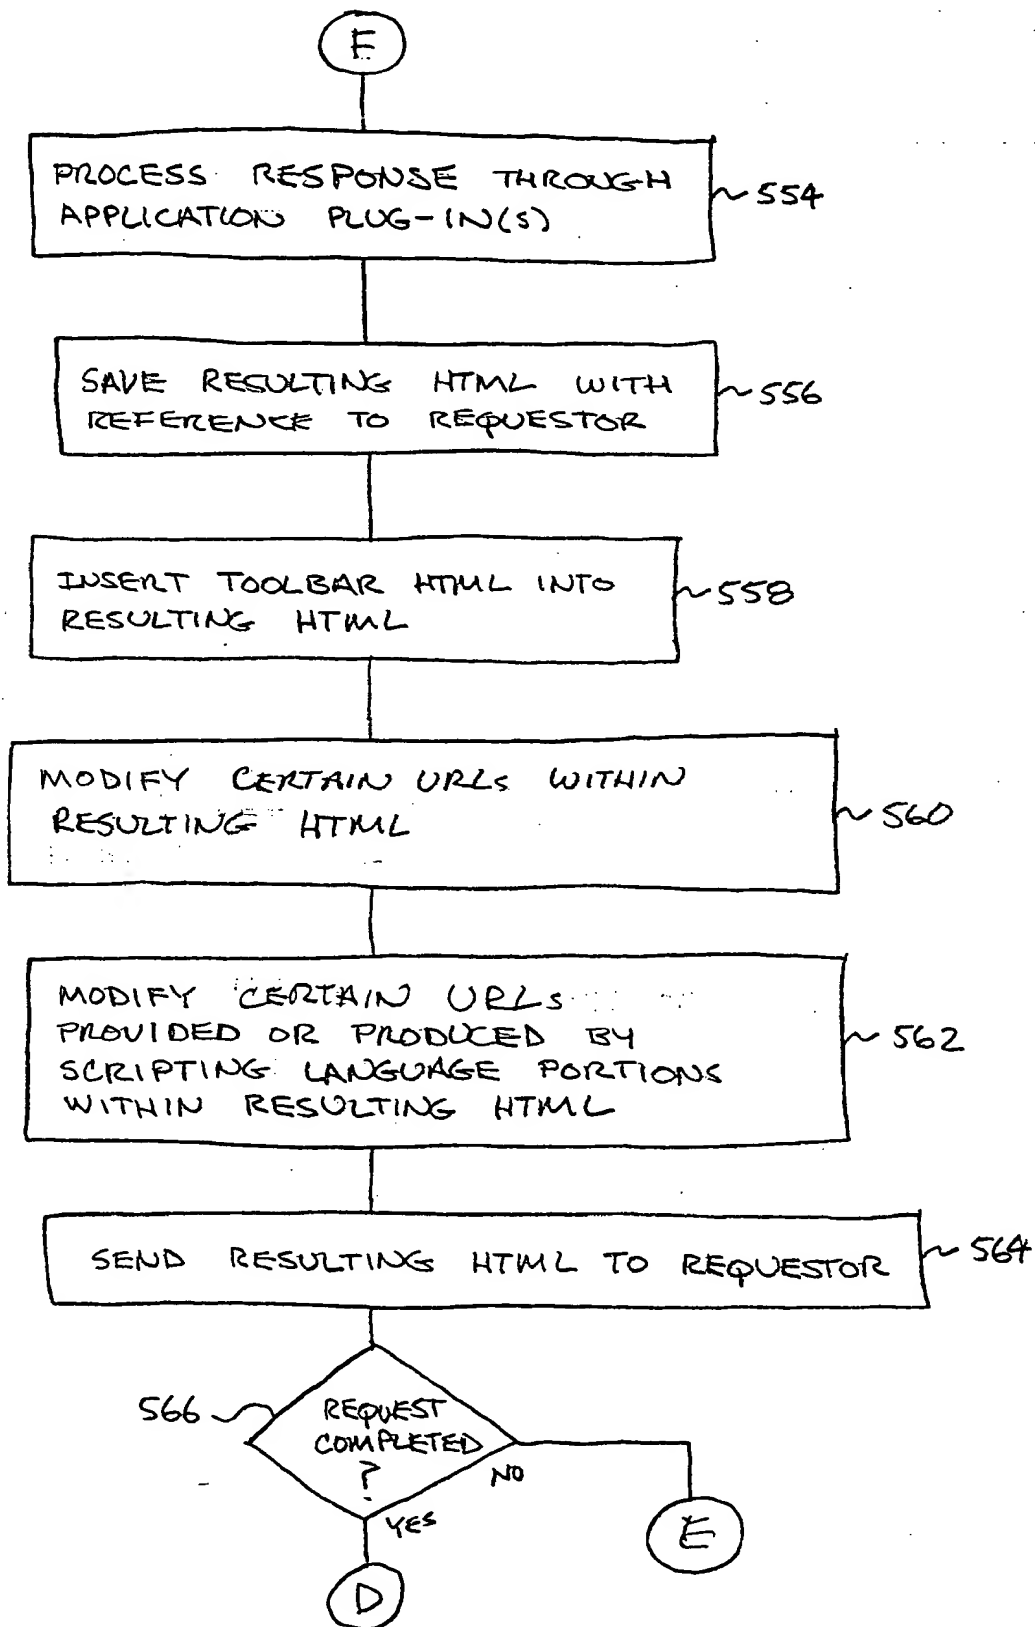 F
PROCESS RESPONSE THROUGH
APPLICATION PLUG-IN(S)
~554
SAVE RESULTING HTML WITH
REFERENCE TO REQUESTOR
~556
INSERT TOOLBAR HTML INTO
RESULTING HTML
~558
MODIFY CERTAIN URLs WITHIN
RESULTING HTML
~560
MODIFY CERTAIN URLs
PROVIDED OR PRODUCED BY
SCRIPTING LANGUAGE PORTIONS
WITHIN RESULTING HTML
~562
SEND RESULTING HTML TO REQUESTOR
~564
566
REQUEST
COMPLETED
?
NO
YES
E
D